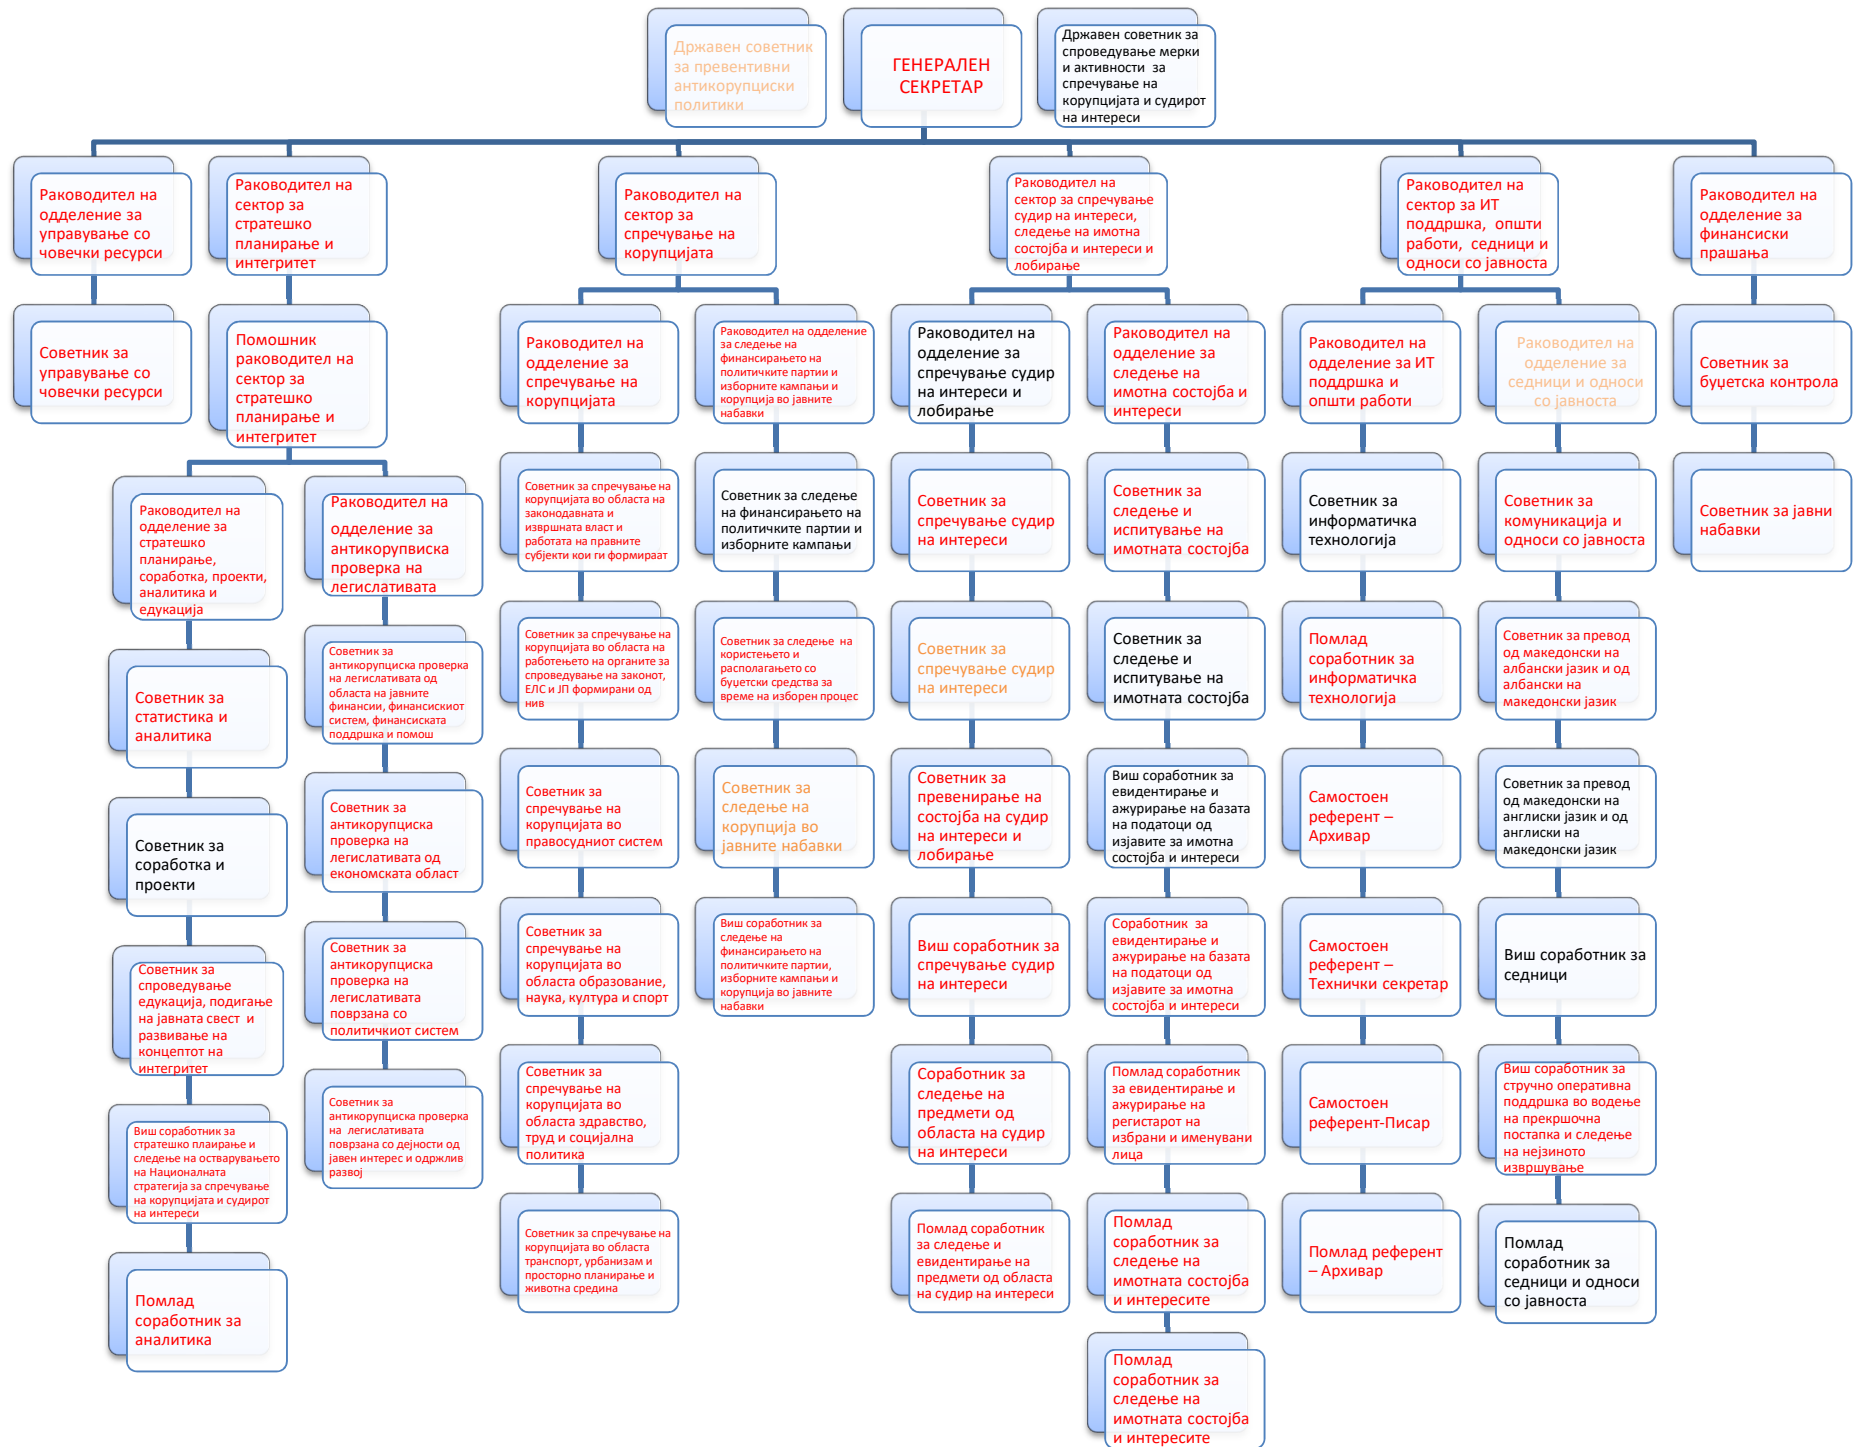 Државен советник
за превентивни
антикорупциски
политики
ГЕНЕРАЛЕН
СЕКРЕТАР
Државен советник за
спроведување мерки
и активности за
спречување на
корупцијата и судирот
на интереси
Раководител на
одделение за
управување со
човечки ресурси
Раководител на
сектор за
стратешко
планирање и
интегритет
Раководител на
сектор за
спречување на
корупцијата
Раководител на
сектор за спречување
судир на интереси,
следење на имотна
состојба и интереси и
лобирање
Раководител на
сектор за ИТ
поддршка, општи
работи, седници и
односи со јавноста
Раководител на
одделение за
финансиски
прашања
Советник за
управување со
човечки ресурси
Помошник
раководител на
сектор за
стратешко
планирање и
интегритет
Раководител на
одделение за
спречување на
корупцијата
Раководител на одделение
за следење на
финансирањето на
политичките партии и
изборните кампањи и
корупција во јавните
набавки
Раководител на
одделение за
спречување судир
на интереси и
лобирање
Раководител на
одделение за
следење на
имотна состојба и
интереси
Раководител на
одделение за ИТ
поддршка и
општи работи
Раководител на
одделение за
седници и односи
со јавноста
Советник за
буџетска контрола
Раководител на
одделение за
стратешко
планирање,
соработка, проекти,
аналитика и
едукација
Раководител на
одделение за
антикорупвиска
проверка на
легислативата
Советник за спречување на
корупцијата во областа на
законодавната и
извршната власт и
работата на правните
субјекти кои ги формираат
Советник за следење
на финансирањето на
политичките партии и
изборните кампањи
Советник за
спречување судир
на интереси
Советник за
следење и
испитување на
имотната состојба
Советник за
информатичка
технологија
Советник за
комуникација и
односи со јавноста
Советник за јавни
набавки
Советник за
статистика и
аналитика
Советник за
антикорупциска проверка
на легислативата од
област на јавните
финансии, финансискиот
систем, финансиската
поддршка и помош
Советник за спречување на
корупцијата во областа на
работењето на органите за
спроведување на законот,
ЕЛС и ЈП формирани од
нив
Советник за следење на
користењето и
располагањето со
буџетски средства за
време на изборен процес
Советник за
спречување судир
на интереси
Советник за
следење и
испитување на
имотната состојба
Помлад
соработник за
информатичка
технологија
Советник за превод
од македонски на
албански јазик и од
албански на
македонски јазик
Советник за
соработка и
проекти
Советник за
антикорупциска
проверка на
легислативата од
економската област
Советник за
спречување на
корупцијата во
правосудниот систем
Советник за
следење на
корупција во
јавните набавки
Советник за
превенирање на
состојба на судир
на интереси и
лобирање
Виш соработник за
евидентирање и
ажурирање на базата
на податоци од
изјавите за имотна
состојба и интереси
Самостоен
референт –
Архивар
Советник за превод
од македонски на
англиски јазик и од
англиски на
македонски јазик
Советник за
спроведување
едукација, подигање
на јавната свест и
развивање на
концептот на
интегритет
Советник за
антикорупциска
проверка на
легислативата
поврзана со
политичкиот систем
Советник за
спречување на
корупцијата во
областа образование,
наука, култура и спорт
Виш соработник за
следење на
финансирањето на
политичките партии,
изборните кампањи и
корупција во јавните
набавки
Виш соработник за
спречување судир
на интереси
Соработник за
евидентирање и
ажурирање на базата
на податоци од
изјавите за имотна
состојба и интереси
Самостоен
референт –
Технички секретар
Виш соработник за
седници
Виш соработник за
стратешко плаирање и
следење на остварувањето
на Националната
стратегија за спречување
на корупцијата и судирот
на интереси
Советник за
антикорупциска проверка
на легислативата
поврзана со дејности од
јавен интерес и одржлив
развој
Советник за
спречување на
корупцијата во
областа здравство,
труд и социјална
политика
Соработник за
следење на
предмети од
областа на судир
на интереси
Помлад соработник
за евидентирање и
ажурирање на
регистарот на
избрани и именувани
лица
Самостоен
референт-Писар
Виш соработник за
стручно оперативна
поддршка во водење
на прекршочна
постапка и следење
на нејзиното
извршување
Помлад
соработник за
аналитика
Советник за спречување на
корупцијата во областа
транспорт, урбанизам и
просторно планирање и
животна средина
Помлад соработник
за следење и
евидентирање на
предмети од областа
на судир на интереси
Помлад
соработник за
следење на
имотната состојба
и интересите
Помлад референт
– Архивар
Помлад
соработник за
седници и односи
со јавноста
Помлад
соработник за
следење на
имотната состојба
и интересите